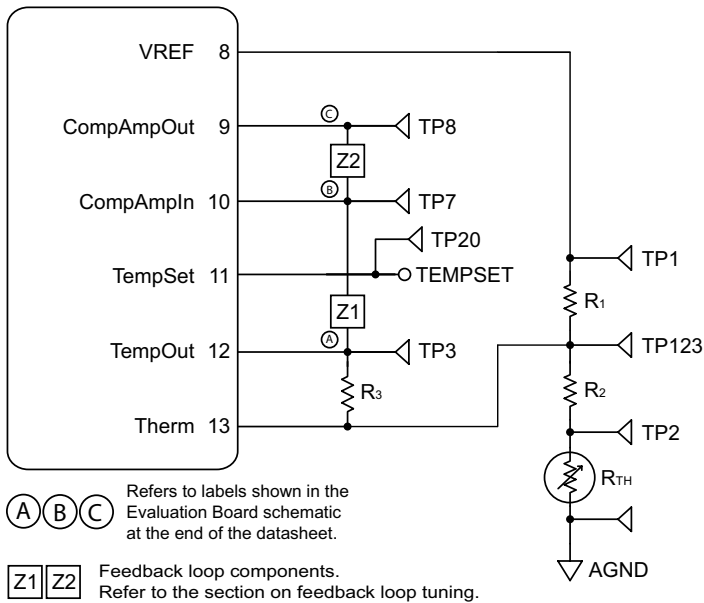 VREF 8
CompAmpOut 9
C
TP8
Z2
CompAmpIn 10
B
TP7
TP20
TempSet 11
TEMPSET
TP1
Z1
R1
TempOut 12
A
TP3
TP123
R3
R2
Therm 13
TP2
RTH
A B C
Refers to labels shown in the
Evaluation Board schematic
at the end of the datasheet.
AGND
Z1 Z2
Feedback loop components.
Refer to the section on feedback loop tuning.